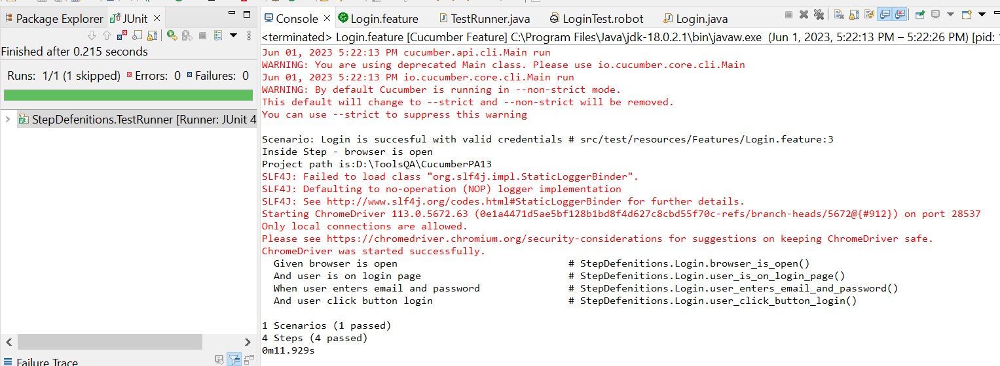 Package Explorer
JUnit
Finished after 0.215 seconds
Runs: 1/1 (1 skipped) Errors: 0 Failures: 0
StepDefenitions.TestRunner [Runner: JUnit 4
Failure Trace
Console
Login.feature
TestRunner.java
LoginTest.robot
Login.java
<terminated> Login.feature [Cucumber Feature] C:\Program Files\Java\jdk-18.0.2.1\bin\javaw.exe (Jun 1, 2023, 5:22:13 PM – 5:22:26 PM) [pid:
Jun 01, 2023 5:22:13 PM cucumber.api.cli.Main run
WARNING: You are using deprecated Main class. Please use io.cucumber.core.cli.Main
Jun 01, 2023 5:22:13 PM io.cucumber.core.cli.Main run
WARNING: By default Cucumber is running in --non-strict mode.
This default will change to --strict and --non-strict will be removed.
You can use --strict to suppress this warning
Scenario: Login is succesful with valid credentials # src/test/resources/Features/Login.feature:3
Inside Step - browser is open
Project path is:D:\ToolsQA\CucumberPA13
SLF4J: Failed to load class "org.slf4j.impl.StaticLoggerBinder".
SLF4J: Defaulting to no-operation (NOP) logger implementation
SLF4J: See http://www.slf4j.org/codes.html#StaticLoggerBinder for further details.
Starting ChromeDriver 113.0.5672.63 (0e1a4471d5ae5bf128b1bd8f4d627c8cbd55f70c-refs/branch-heads/5672@{#912}) on port 28537
Only local connections are allowed.
Please see https://chromedriver.chromium.org/security-considerations for suggestions on keeping ChromeDriver safe.
ChromeDriver was started successfully.
Given browser is open # StepDefenitions.Login.browser_is_open()
And user is on login page # StepDefenitions.Login.user_is_on_login_page()
When user enters email and password # StepDefenitions.Login.user_enters_email_and_password()
And user click button login # StepDefenitions.Login.user_click_button_login()
1 Scenarios (1 passed)
4 Steps (4 passed)
0m11.929s